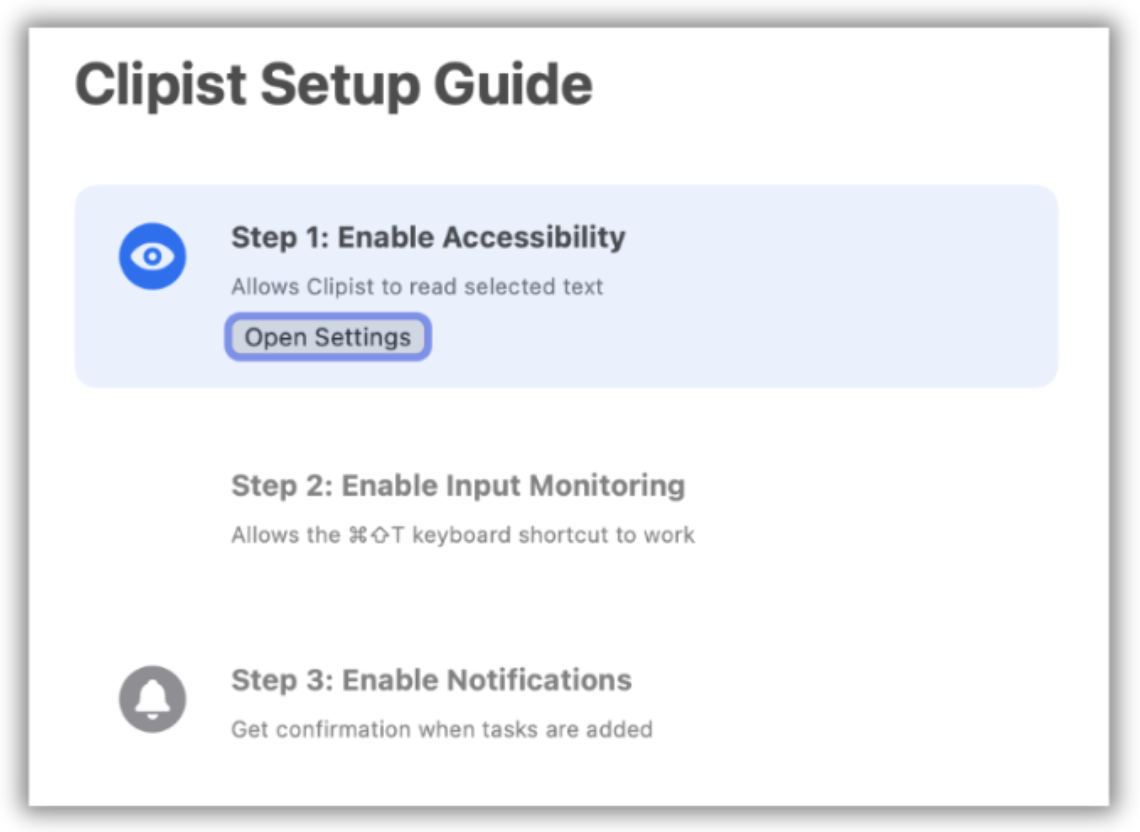 Clipist Setup Guide
Step 1: Enable Accessibility
Allows Clipist to read selected text
Open Settings
Step 2: Enable Input Monitoring
Allows the ⌘⇧T keyboard shortcut to work
Step 3: Enable Notifications
Get confirmation when tasks are added